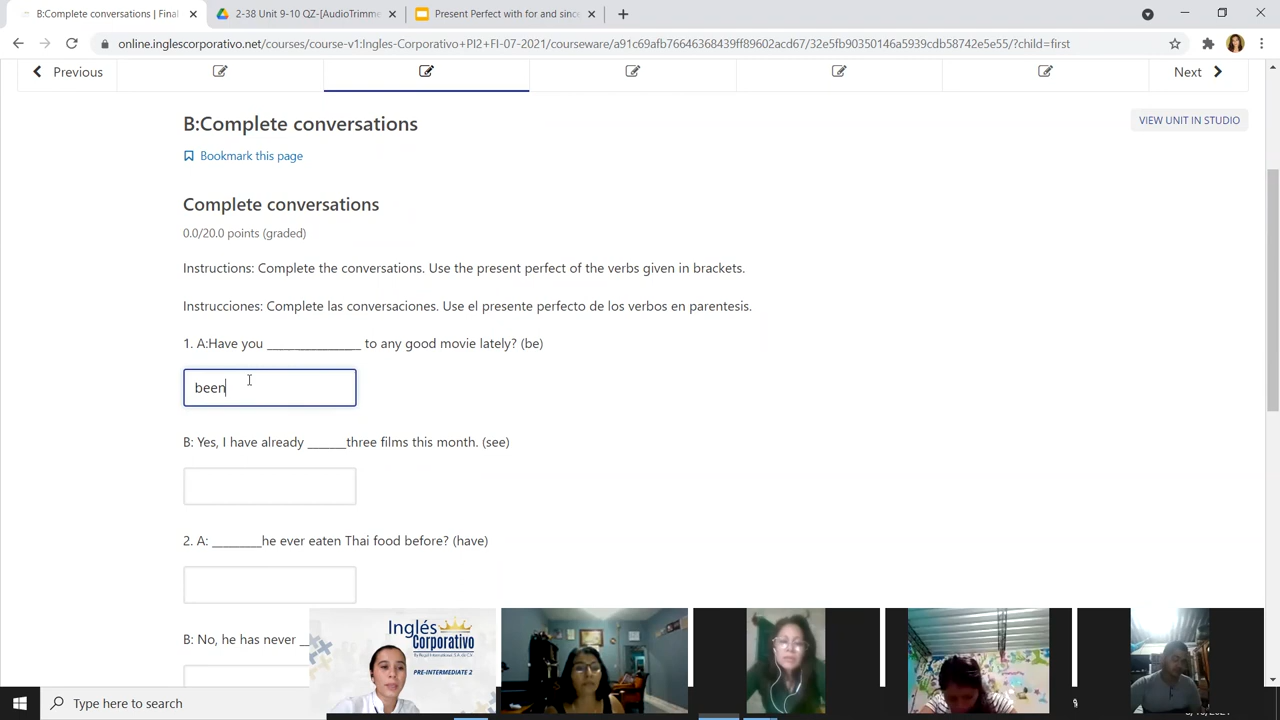 B:Complete conversations | Final
2-38 Unit 9-10 QZ-[AudioTrimme
Present Perfect with for and since
online.inglescorporativo.net/courses/course-v1:Ingles-Corporativo+PI2+FI-07-2021/courseware/a91c69afb76646368439ff89602acd67/32e5fb90350146a5939cdb58742e5e55/?child=first
Previous
Next
B:Complete conversations
VIEW UNIT IN STUDIO
Bookmark this page
Complete conversations
0.0/20.0 points (graded)
Instructions: Complete the conversations. Use the present perfect of the verbs given in brackets.
Instrucciones: Complete las conversaciones. Use el presente perfecto de los verbos en parentesis.
1. A:Have you ________________ to any good movie lately? (be)
been
B: Yes, I have already ______three films this month. (see)
2. A: ________he ever eaten Thai food before? (have)
B: No, he has never __
Inglés
Corporativo
PRE-INTERMEDIATE 2
Type here to search